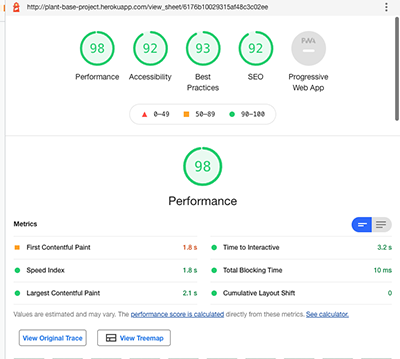 http://plant-base-project.herokuapp.com/view_sheet/6176b10029315af48c3c02ee
98 92 93 92 PWA
Performance Accessibility Best Practices SEO Progressive Web App
0–49 50–89 90–100
98
Performance
Metrics
First Contentful Paint 1.8 s
Time to Interactive 3.2 s
Speed Index 1.8 s
Total Blocking Time 10 ms
Largest Contentful Paint 2.1 s
Cumulative Layout Shift 0
Values are estimated and may vary. The performance score is calculated directly from these metrics. See calculator.
View Original Trace View Treemap